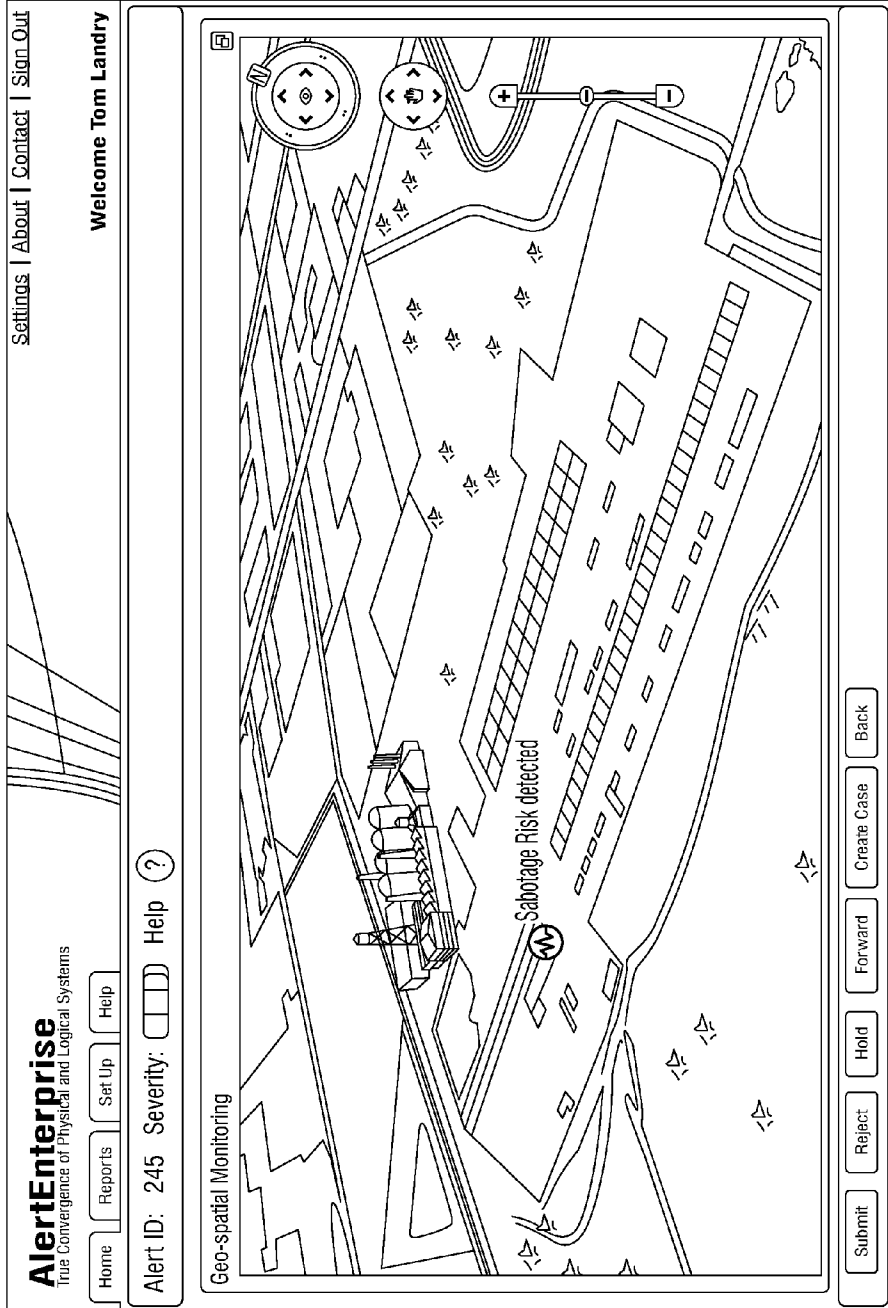 Settings | About | Contact | Sign Out
AlertEnterprise
True Convergence of Physical and Logical Systems
Welcome Tom Landry
Home Reports Set Up Help
Alert ID: 245 Severity: Help ?
Geo-spatial Monitoring
N
+
−
Sabotage Risk detected
Submit Reject Hold Forward Create Case Back